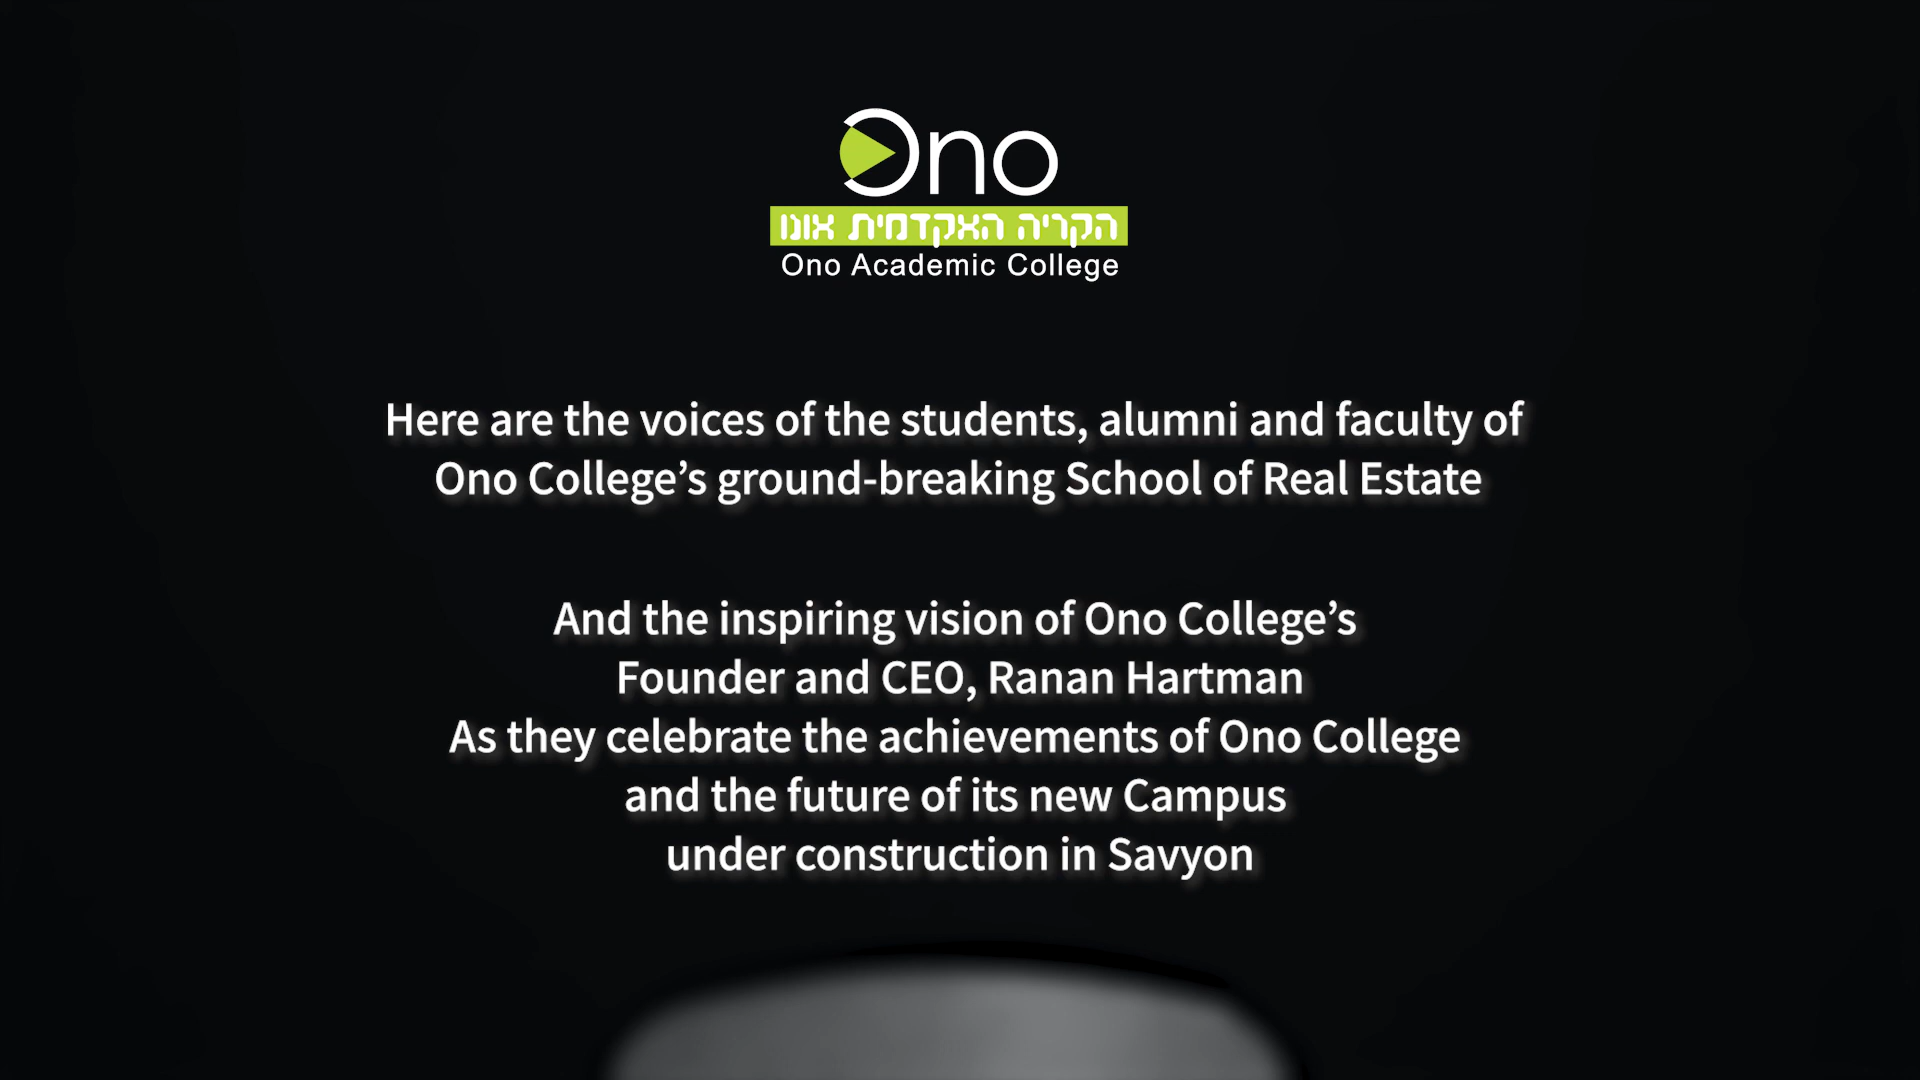 Ono
הקריה האקדמית אונו
Ono Academic College
Here are the voices of the students, alumni and faculty of
Ono College’s ground-breaking School of Real Estate
And the inspiring vision of Ono College’s
Founder and CEO, Ranan Hartman
As they celebrate the achievements of Ono College
and the future of its new Campus
under construction in Savyon